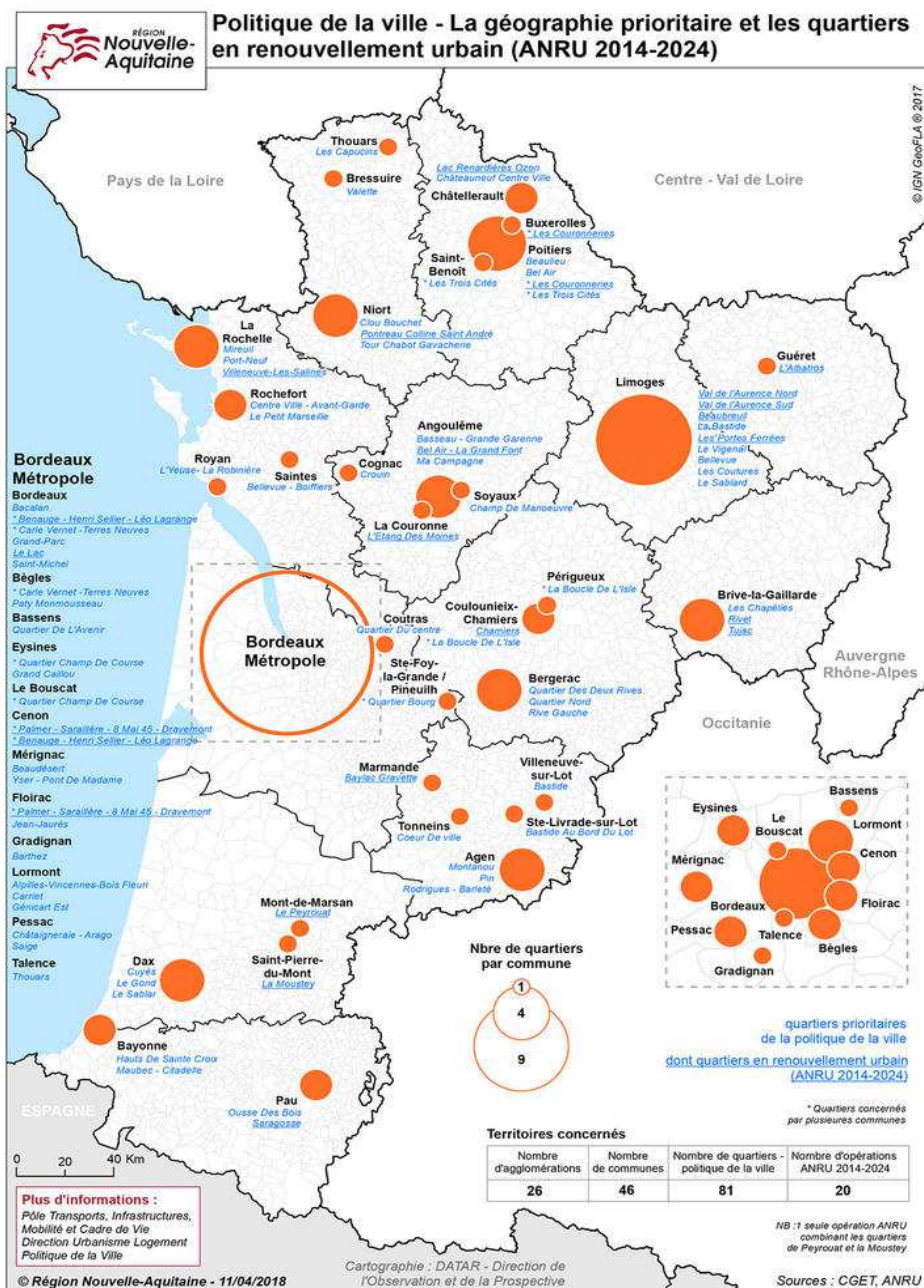 RÉGION
Nouvelle-
Aquitaine
Politique de la ville - La géographie prioritaire et les quartiers
en renouvellement urbain (ANRU 2014-2024)
© IGN GeoFLA ® 2017
Pays de la Loire
Centre - Val de Loire
Thouars
Les Capucins
Bressuire
Valette
Lac Renardières Ozon
Châteauneuf Centre Ville
Châtellerault
Buxerolles
* Les Couronneries
Poitiers
Beaulieu
Bel Air
* Les Couronneries
* Les Trois Cités
Saint-
Benoît
* Les Trois Cités
Niort
Clou Bouchet
Pontreau Colline Saint André
Tour Chabot Gavacherie
La
Rochelle
Mireuil
Port-Neuf
Villeneuve-Les-Salines
Rochefort
Centre Ville - Avant-Garde
Le Petit Marseille
Royan
L'Yeuse- La Robinière
Saintes
Bellevue - Boiffiers
Cognac
Crouin
Angoulême
Basseau - Grande Garenne
Bel Air - La Grand Font
Ma Campagne
Soyaux
Champ De Manoeuvre
La Couronne
L'Etang Des Moines
Limoges
Val de l'Aurence Nord
Val de l'Aurence Sud
Beaubreuil
La Bastide
Les Portes Ferrées
Le Vigenal
Bellevue
Les Coutures
Le Sablard
Guéret
L'Albatros
Bordeaux
Métropole
Bordeaux
Bacalan
* Benauge - Henri Sellier - Léo Lagrange
* Carle Vernet -Terres Neuves
Grand-Parc
Le Lac
Saint-Michel
Bègles
* Carle Vernet -Terres Neuves
Paty Monmousseau
Bassens
Quartier De L'Avenir
Eysines
* Quartier Champ De Course
Grand Caillou
Le Bouscat
* Quartier Champ De Course
Cenon
* Palmer - Saraillère - 8 Mai 45 - Dravemont
* Benauge - Henri Sellier - Léo Lagrange
Mérignac
Beaudésert
Yser - Pont De Madame
Floirac
* Palmer - Saraillère - 8 Mai 45 - Dravemont
Jean-Jaurès
Gradignan
Barthez
Lormont
Alpilles-Vincennes-Bois Fleuri
Carriet
Génicart Est
Pessac
Châtaigneraie - Arago
Saige
Talence
Thouars
Bordeaux
Métropole
Coutras
Quartier Du centre
Ste-Foy-
la-Grande /
Pineuilh
* Quartier Bourg
Périgueux
* La Boucle De L'Isle
Coulounieix-
Chamiers
Chamiers
* La Boucle De L'Isle
Bergerac
Quartier Des Deux Rives
Quartier Nord
Rive Gauche
Brive-la-Gaillarde
Les Chapélies
Rivet
Tujac
Auvergne
Rhône-Alpes
Occitanie
Marmande
Baylac Gravette
Villeneuve-
sur-Lot
Bastide
Tonneins
Coeur De ville
Ste-Livrade-sur-Lot
Bastide Au Bord Du Lot
Agen
Montanou
Pin
Rodrigues - Barleté
Mont-de-Marsan
Le Peyrouat
Saint-Pierre-
du-Mont
La Moustey
Dax
Cuyès
Le Gond
Le Sablar
Bayonne
Hauts De Sainte Croix
Maubec - Citadelle
Pau
Ousse Des Bois
Saragosse
ESPAGNE
Bassens
Eysines
Le
Bouscat
Lormont
Cenon
Mérignac
Bordeaux
Floirac
Pessac
Talence
Bègles
Gradignan
Nbre de quartiers
par commune
1
4
9
quartiers prioritaires
de la politique de la ville
dont quartiers en renouvellement urbain
(ANRU 2014-2024)
* Quartiers concernés
par plusieures communes
Territoires concernés
Nombre d'agglomérations Nombre de communes Nombre de quartiers - politique de la ville Nombre d'opérations ANRU 2014-2024
26 46 81 20
NB :1 seule opération ANRU
combinant les quartiers
de Peyrouat et la Moustey
0 20 40 Km
Plus d'informations :
Pôle Transports, Infrastructures,
Mobilité et Cadre de Vie
Direction Urbanisme Logement
Politique de la Ville
© Région Nouvelle-Aquitaine - 11/04/2018
Cartographie : DATAR - Direction de
l'Observation et de la Prospective
Sources : CGET, ANRU